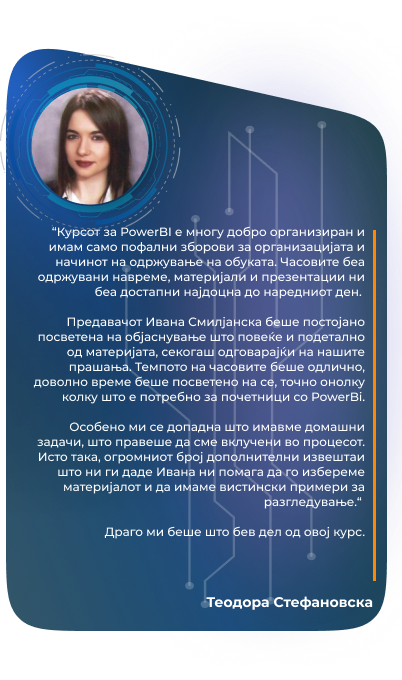 “Курсот за PowerBI е многу добро организиран и
имам само пофални зборови за организацијата и
начинот на одржување на обуката. Часовите беа
одржувани навреме, материјали и презентации ни
беа достапни најдоцна до наредниот ден.
Предавачот Ивана Смилјанска беше постојано
посветена на објаснување што повеќе и подетално
од материјата, секогаш одговарајќи на нашите
прашања. Темпото на часовите беше одлично,
доволно време беше посветено на сѐ, точно онолку
колку што е потребно за почетници со PowerBi.
Особено ми се допадна што имавме домашни
задачи, што правеше да сме вклучени во процесот.
Исто така, огромниот број дополнителни извештаи
што ни ги даде Ивана ни помага да го избереме
материјалот и да имаме вистински примери за
разгледување.“
Драго ми беше што бев дел од овој курс.
Теодора Стефановска